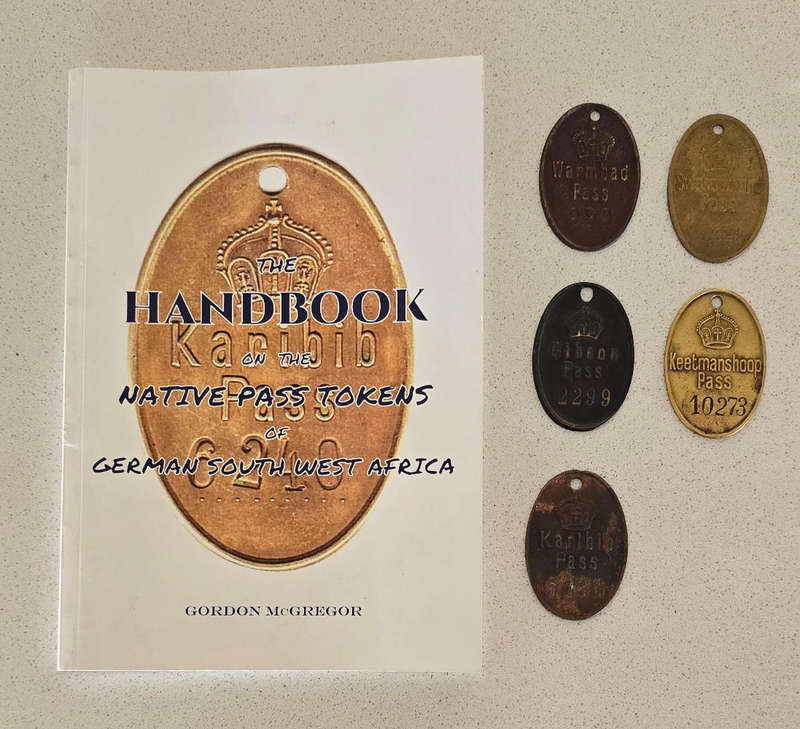 THE
HANDBOOK
ON THE
NATIVE PASS TOKENS
OF
GERMAN SOUTH WEST AFRICA
Karibib
Pass
6240
GORDON McGREGOR
Warmbad
Pass
Pass
Gibeon
Pass
2299
Keetmanshoop
Pass
10273
Karibib
Pass